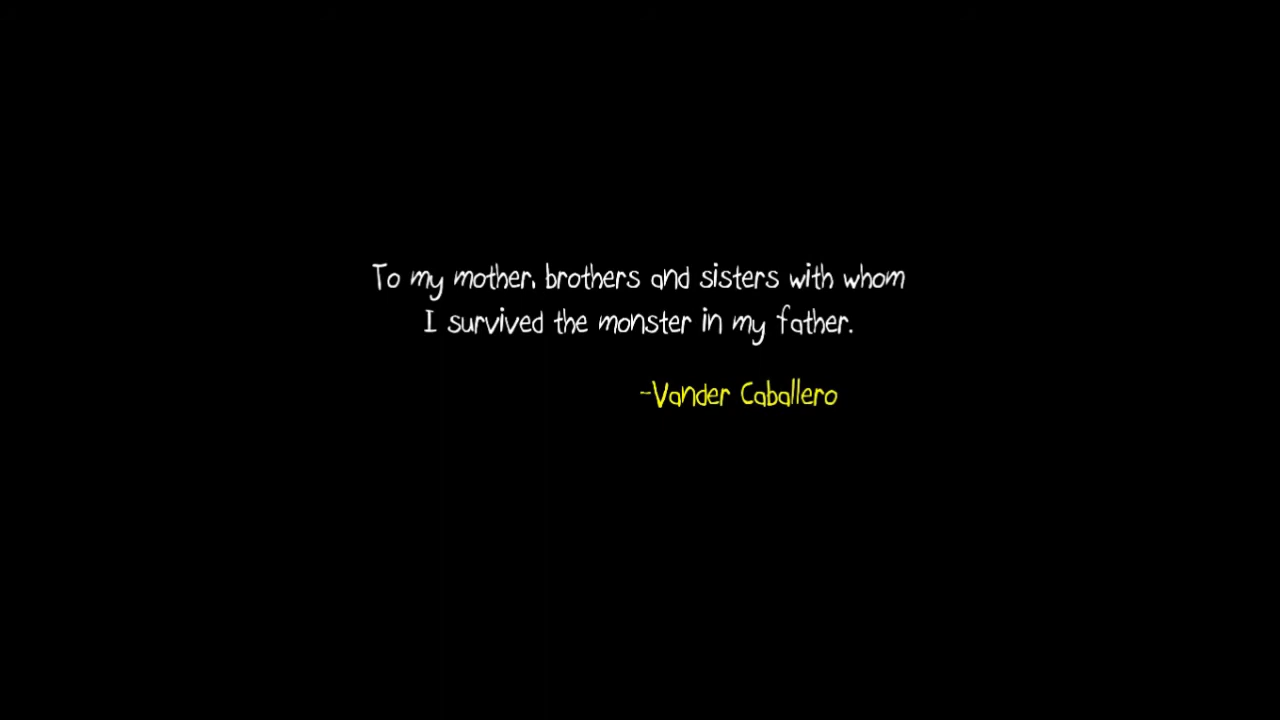 To my mother, brothers and sisters with whom
I survived the monster in my father.
-Vander Caballero